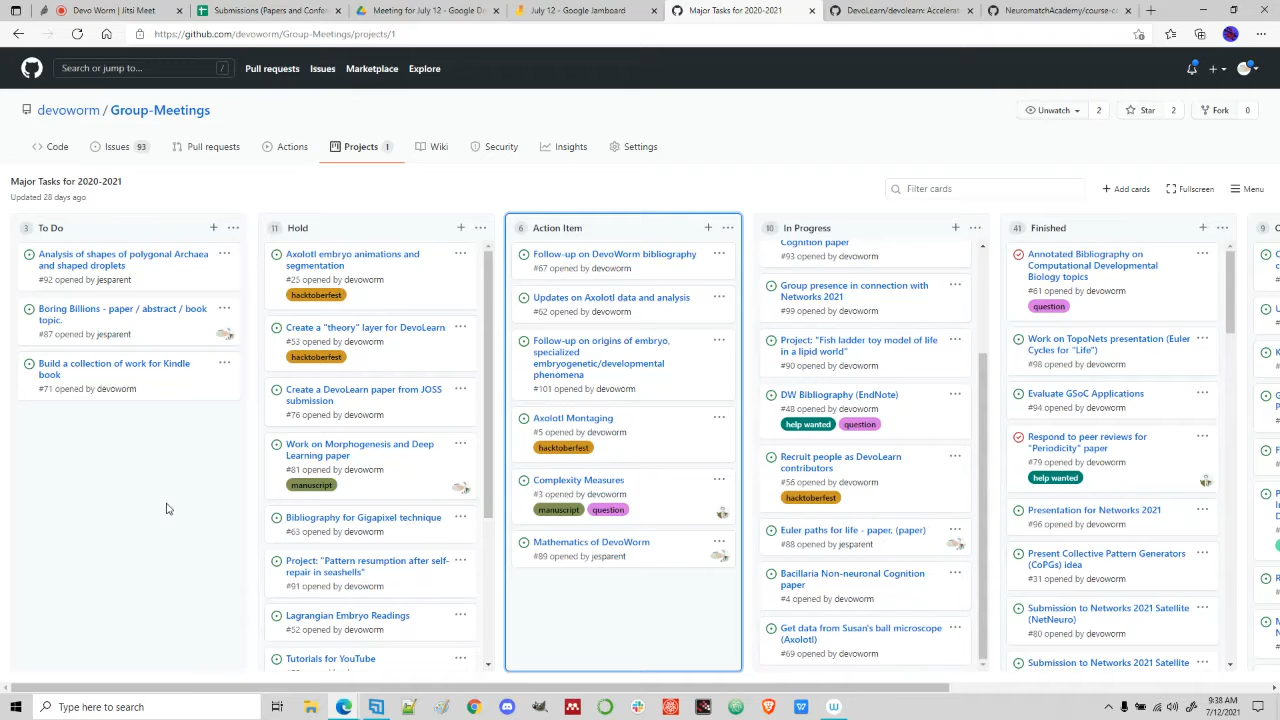 DevoWorm | Jitsi Meet
Submissions and Papers - Goog
Meeting for July 12 - Google Dri
July 12 - Google Jamboard
Major Tasks for 2020-2021
DevoLearn/devolearn: Accelerat
NeuromatchAcademy/course-c
https://github.com/devoworm/Group-Meetings/projects/1
Search or jump to...
/
Pull requests
Issues
Marketplace
Explore
devoworm / Group-Meetings
Unwatch
2
Star
2
Fork
0
Code
Issues 93
Pull requests
Actions
Projects 1
Wiki
Security
Insights
Settings
Major Tasks for 2020-2021
Updated 28 days ago
Filter cards
Add cards
Fullscreen
Menu
3 To Do
Analysis of shapes of polygonal Archaea
and shaped droplets
#92 opened by jesparent
Boring Billions - paper / abstract / book
topic.
#87 opened by jesparent
Build a collection of work for Kindle
book
#71 opened by devoworm
11 Hold
Axolotl embryo animations and
segmentation
#25 opened by devoworm
hacktoberfest
Create a "theory" layer for DevoLearn
#53 opened by devoworm
hacktoberfest
Create a DevoLearn paper from JOSS
submission
#76 opened by devoworm
Work on Morphogenesis and Deep
Learning paper
#81 opened by devoworm
manuscript
Bibliography for Gigapixel technique
#63 opened by devoworm
Project: "Pattern resumption after self-
repair in seashells"
#91 opened by devoworm
Lagrangian Embryo Readings
#52 opened by devoworm
Tutorials for YouTube
6 Action Item
Follow-up on DevoWorm bibliography
#67 opened by devoworm
Updates on Axolotl data and analysis
#62 opened by devoworm
Follow-up on origins of embryo,
specialized
embryogenetic/developmental
phenomena
#101 opened by devoworm
Axolotl Montaging
#5 opened by devoworm
hacktoberfest
Complexity Measures
#3 opened by devoworm
manuscript question
Mathematics of DevoWorm
#89 opened by jesparent
10 In Progress
Cognition paper
#93 opened by devoworm
Group presence in connection with
Networks 2021
#99 opened by devoworm
Project: "Fish ladder toy model of life
in a lipid world"
#90 opened by devoworm
DW Bibliography (EndNote)
#48 opened by devoworm
help wanted question
Recruit people as DevoLearn
contributors
#56 opened by devoworm
hacktoberfest
Euler paths for life - paper, (paper)
#88 opened by jesparent
Bacillaria Non-neuronal Cognition
paper
#4 opened by devoworm
Get data from Susan's ball microscope
(Axolotl)
#69 opened by devoworm
41 Finished
Annotated Bibliography on
Computational Developmental
Biology topics
#61 opened by devoworm
question
Work on TopoNets presentation (Euler
Cycles for "Life")
#98 opened by devoworm
Evaluate GSoC Applications
#94 opened by devoworm
Respond to peer reviews for
"Periodicity" paper
#79 opened by devoworm
help wanted
Presentation for Networks 2021
#96 opened by devoworm
Present Collective Pattern Generators
(CoPGs) idea
#31 opened by devoworm
Submission to Networks 2021 Satellite
(NetNeuro)
#80 opened by devoworm
Submission to Networks 2021 Satellite
9
Type here to search
9:38 AM
7/12/2021